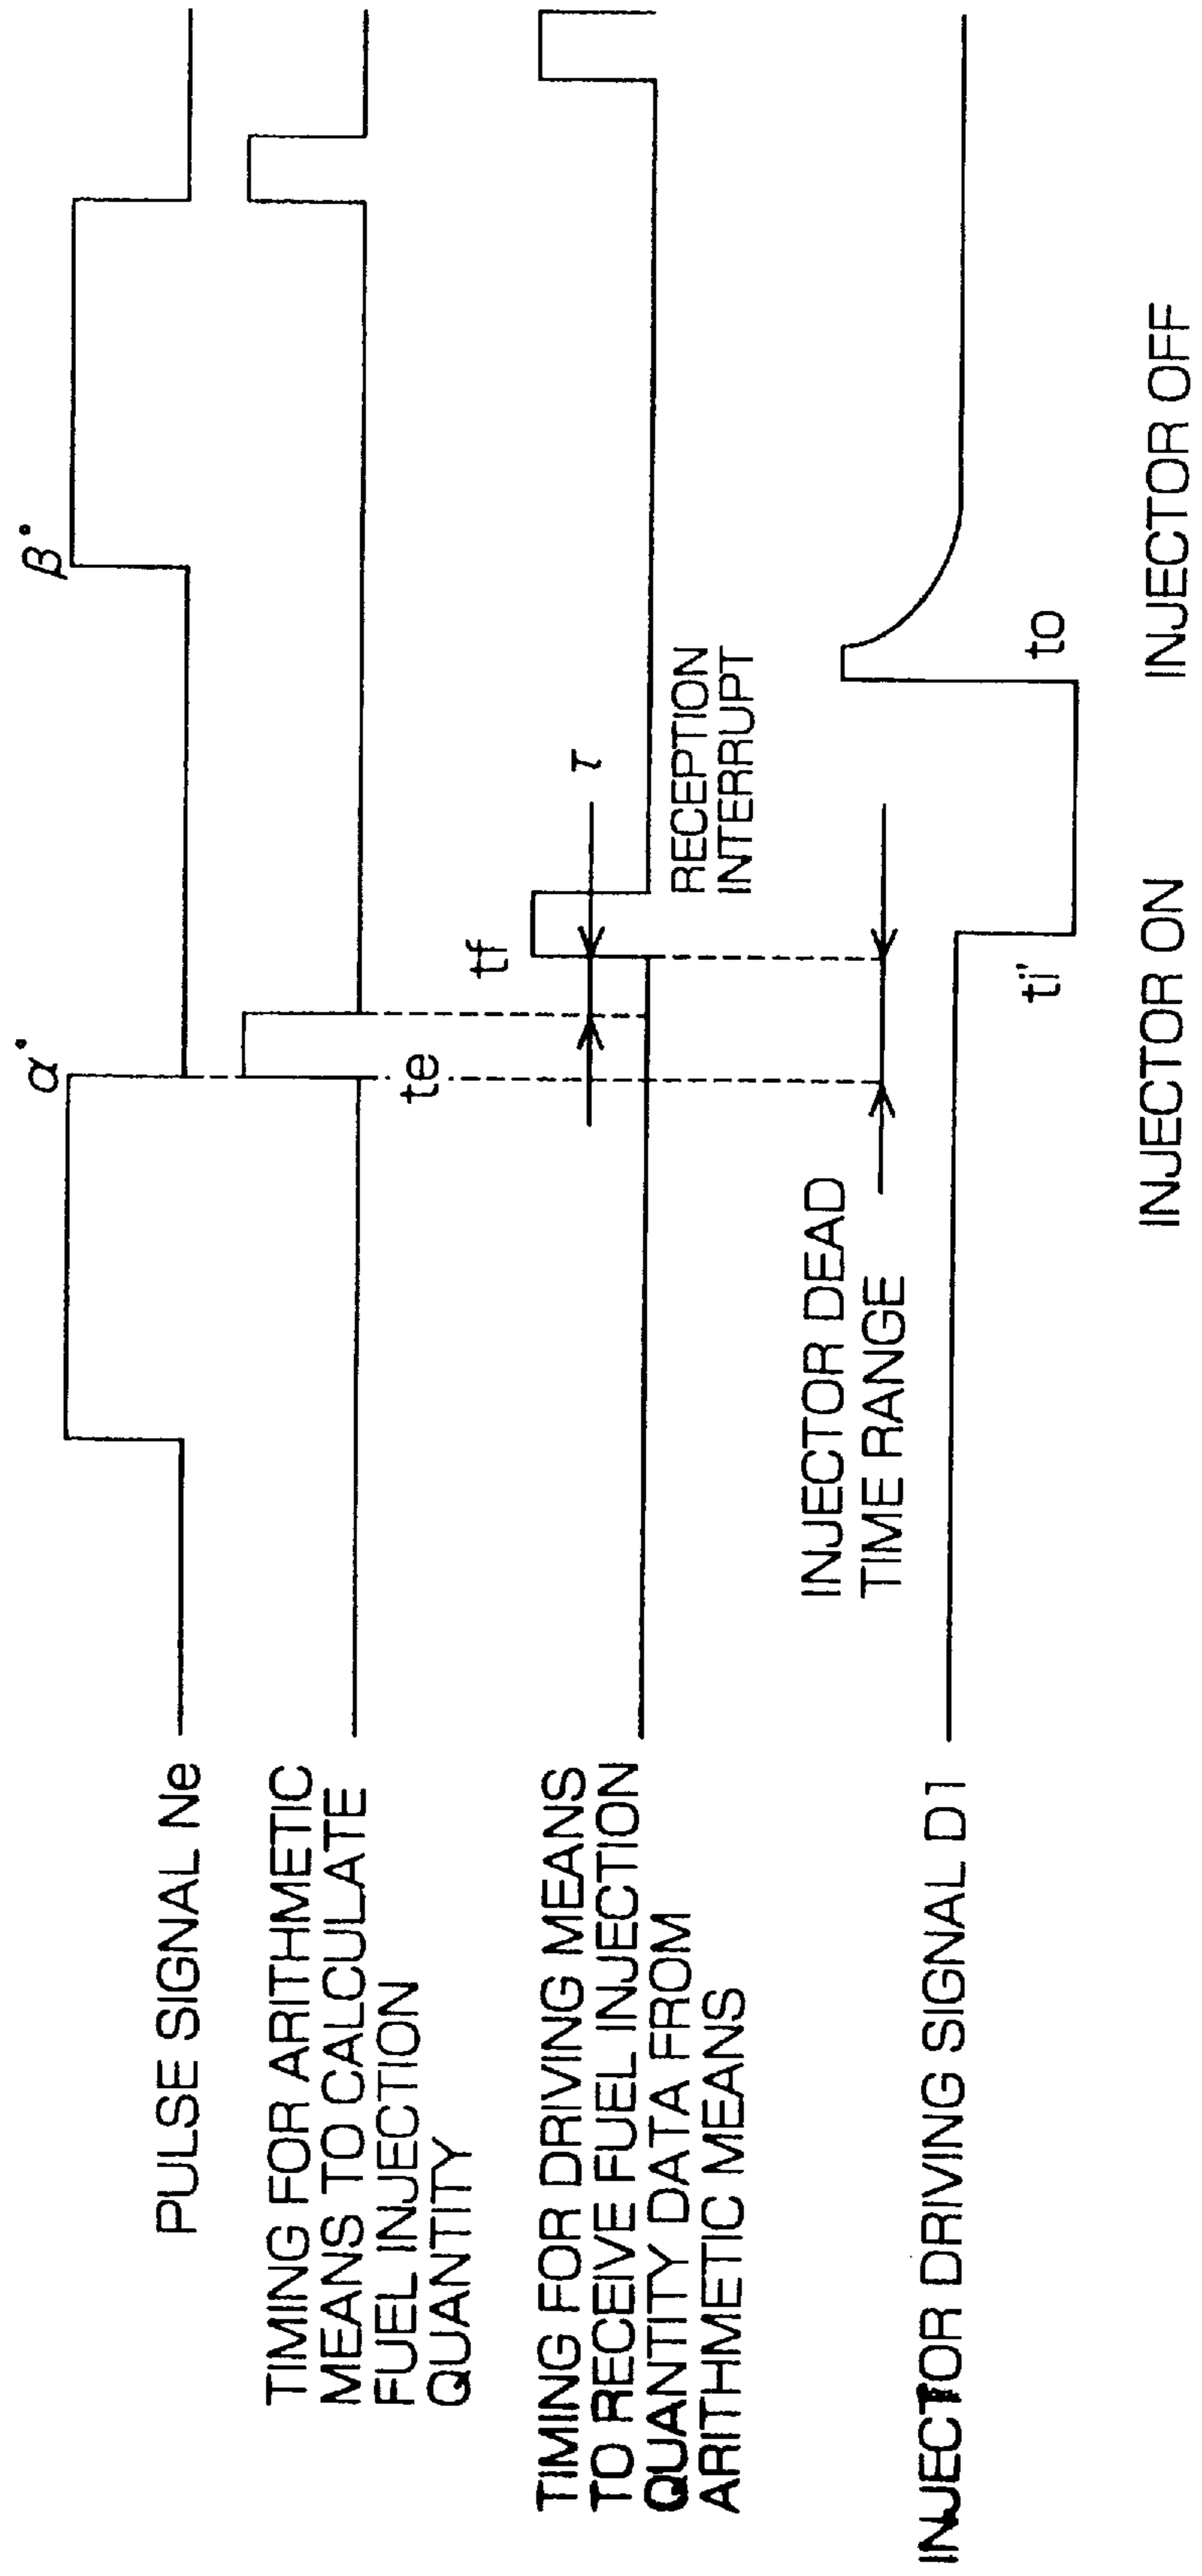 α°
β°
PULSE SIGNAL Ne
TIMING FOR ARITHMETIC
MEANS TO CALCULATE
FUEL INJECTION
QUANTITY
te
tf
τ
TIMING FOR DRIVING MEANS
TO RECEIVE FUEL INJECTION
QUANTITY DATA FROM
ARITHMETIC MEANS
RECEPTION
INTERRUPT
INJECTOR DEAD
TIME RANGE
INJECTOR DRIVING SIGNAL D1
ti'
to
INJECTOR ON
INJECTOR OFF